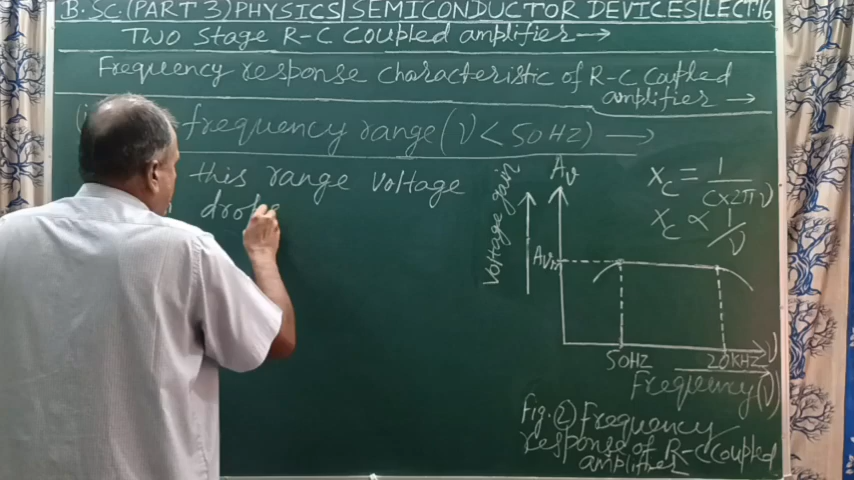 B.SC.(PART 3)PHYSICS|SEMICONDUCTOR DEVICES|LECT-16
TWO Stage R-C Coupled amplifier→
Frequency response characteristic of R-C Coupled
amplifier →
frequency range (ν < 50HZ) →
this range voltage
drop
Voltage gain
Av
Avm
50HZ
20KHZ
ν
Frequency(ν)
Xc = 1/(C×2πν)
Xc ∝ 1/ν
Fig.(2) Frequency
response of R-C Coupled
amplifier